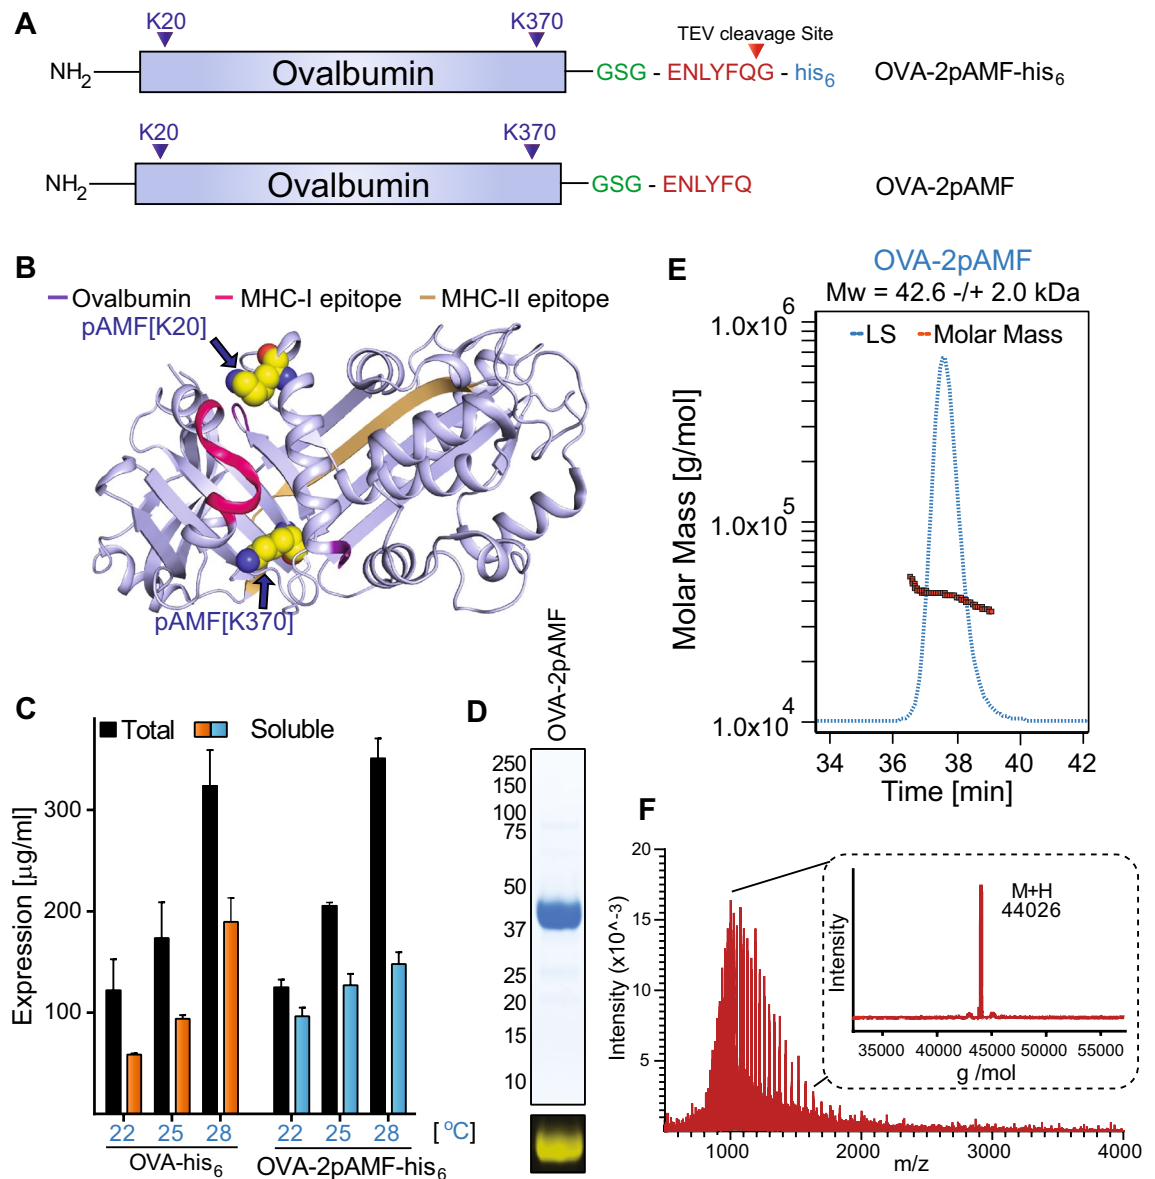 A
K20 K370
TEV cleavage Site
NH2 Ovalbumin GSG - ENLYFQG - his6 OVA-2pAMF-his6
K20 K370
NH2 Ovalbumin GSG - ENLYFQ OVA-2pAMF
B
Ovalbumin MHC-I epitope MHC-II epitope
pAMF[K20]
pAMF[K370]
C
Total Soluble
Expression [µg/ml]
300
200
100
22 25 28 22 25 28 [ °C]
OVA-his6 OVA-2pAMF-his6
D
OVA-2pAMF
250
150
100
75
50
37
25
20
15
10
E
OVA-2pAMF
Mw = 42.6 -/+ 2.0 kDa
LS Molar Mass
Molar Mass [g/mol]
1.0x10^6
1.0x10^5
1.0x10^4
34 36 38 40 42
Time [min]
F
Intensity (x10^-3)
20
15
10
5
1000 2000 3000 4000
m/z
M+H
44026
Intensity
35000 40000 45000 50000 55000
g /mol